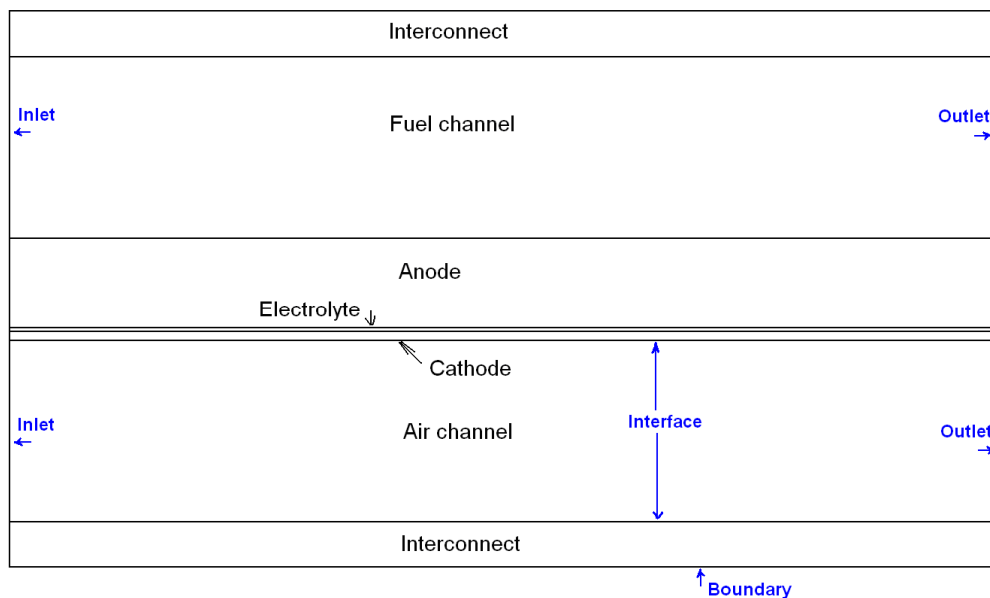 Interconnect
Inlet
Fuel channel
Outlet
Anode
Electrolyte
Cathode
Inlet
Air channel
Interface
Outlet
Interconnect
Boundary